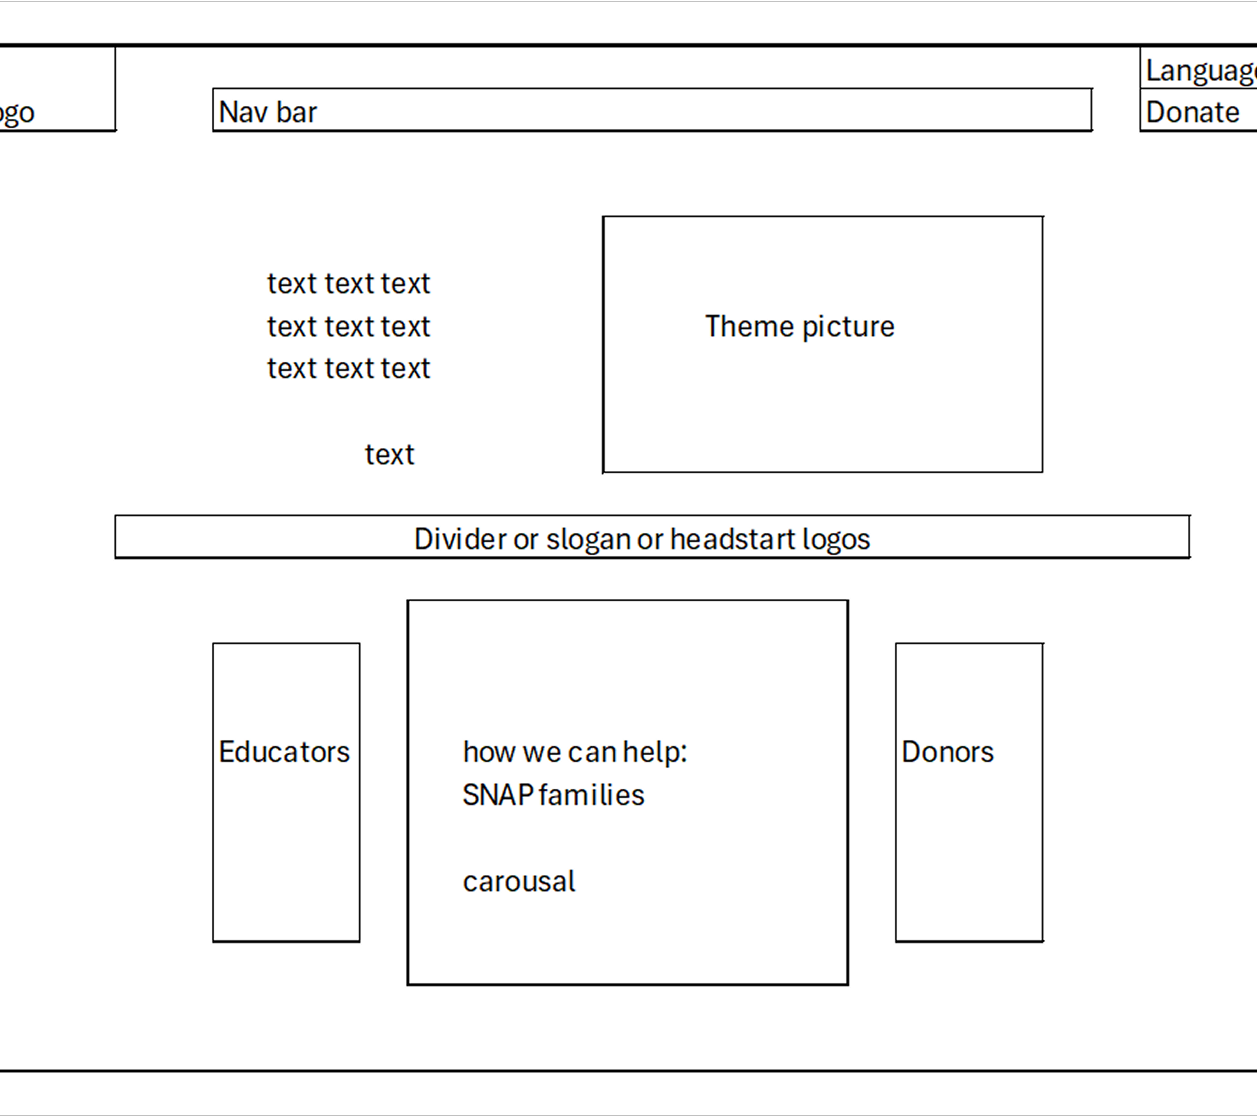 Languag
ogo
Nav bar
Donate
text text text
text text text
Theme picture
text text text
text
Divider or slogan or headstart logos
Educators
how we can help:
Donors
SNAP families
carousal